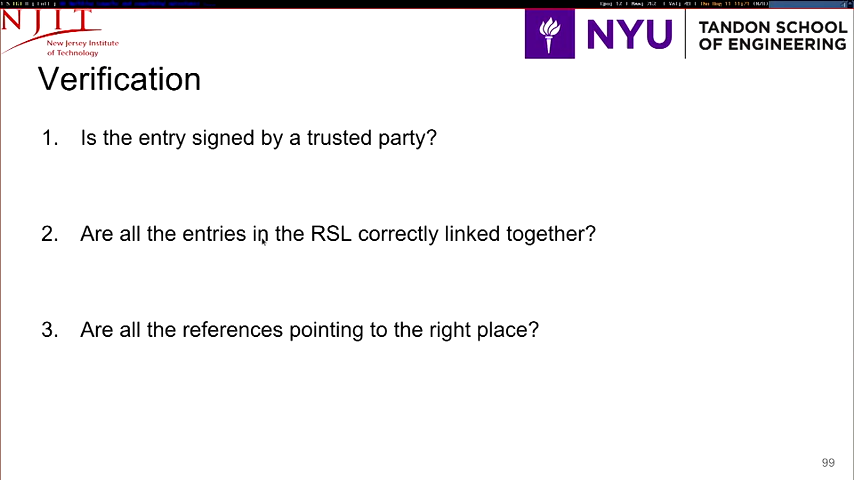 NJIT
New Jersey Institute
of Technology
NYU
TANDON SCHOOL
OF ENGINEERING
Verification
1. Is the entry signed by a trusted party?
2. Are all the entries in the RSL correctly linked together?
3. Are all the references pointing to the right place?
99